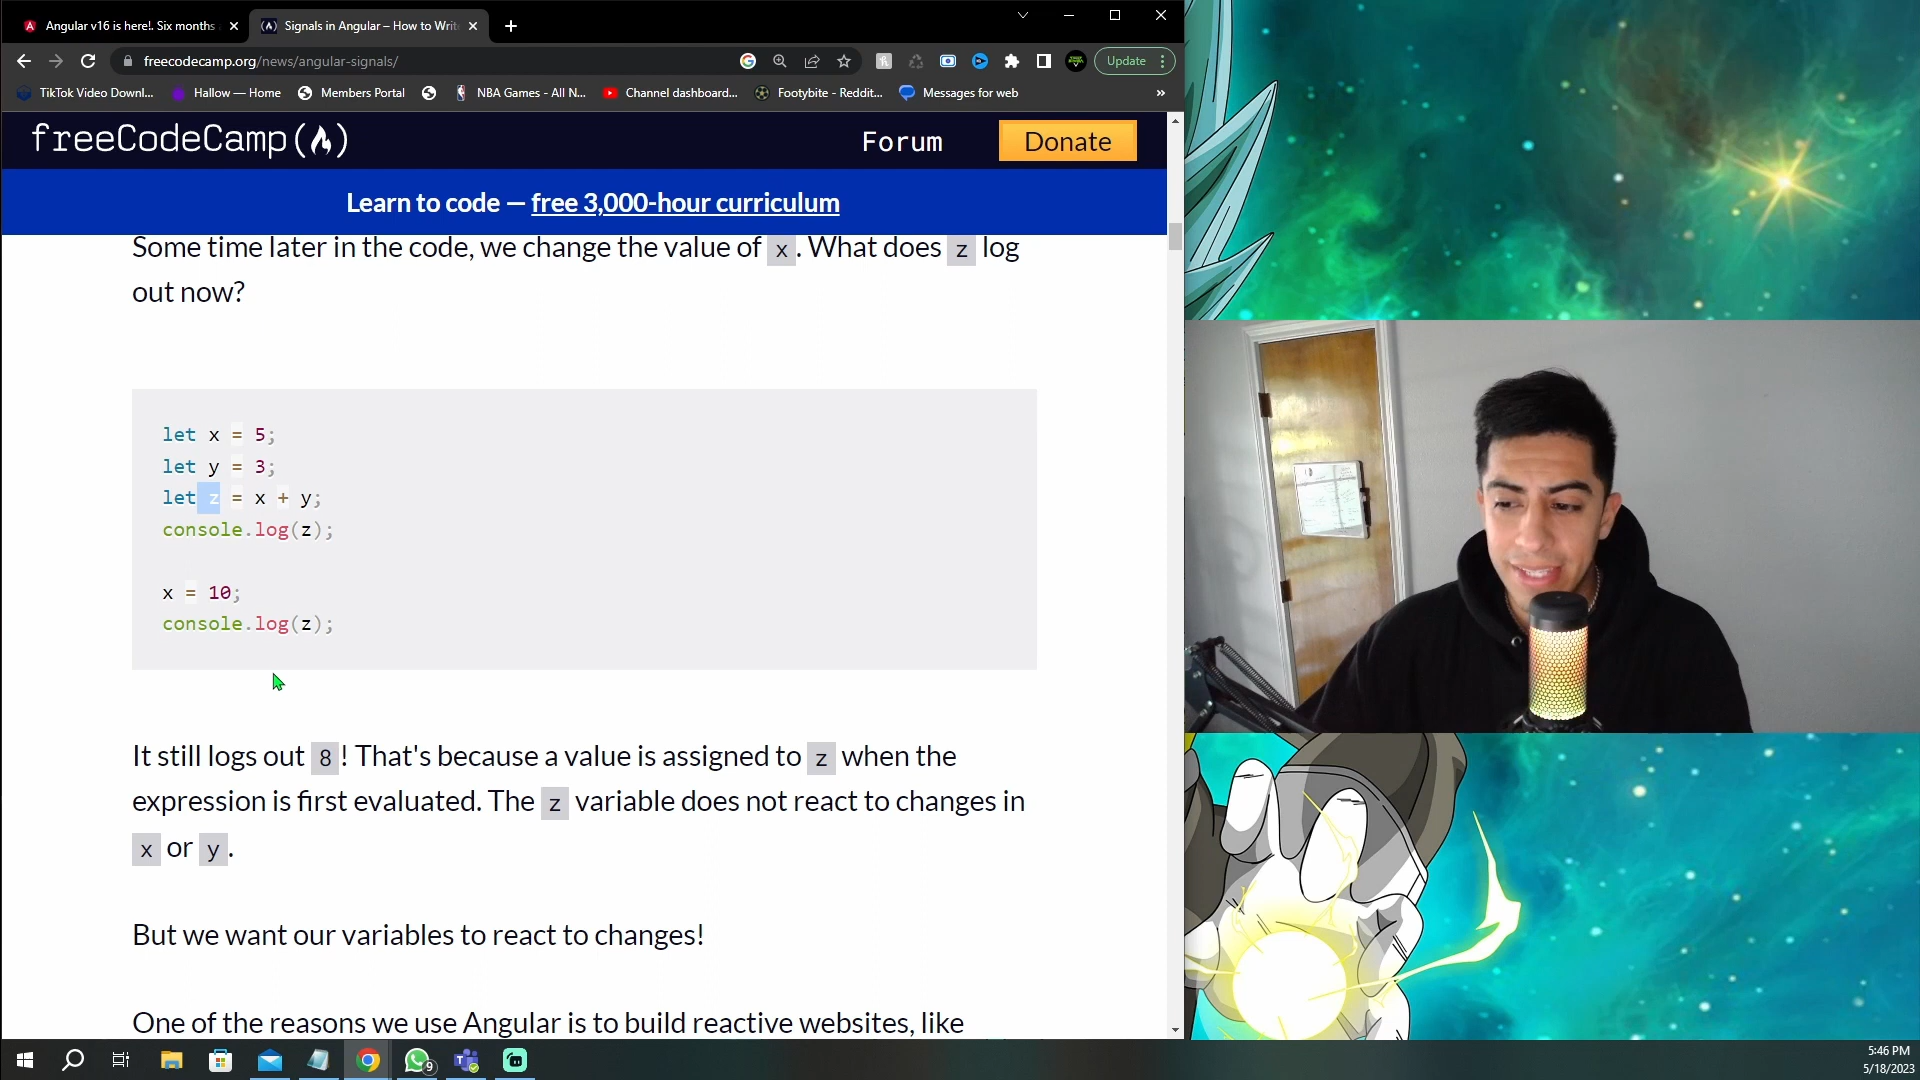 Angular v16 is here!. Six months
Signals in Angular – How to Write
freecodecamp.org/news/angular-signals/
Update
TikTok Video Downl...
Hallow — Home
Members Portal
NBA Games - All N...
Channel dashboard...
Footybite - Reddit...
Messages for web
»
freeCodeCamp
Forum
Donate
Learn to code — free 3,000-hour curriculum
Some time later in the code, we change the value of x. What does z log
out now?
let x = 5;
let y = 3;
let z = x + y;
console.log(z);
x = 10;
console.log(z);
It still logs out 8! That's because a value is assigned to z when the
expression is first evaluated. The z variable does not react to changes in
x or y.
But we want our variables to react to changes!
One of the reasons we use Angular is to build reactive websites, like
9
5:46 PM
5/18/2023